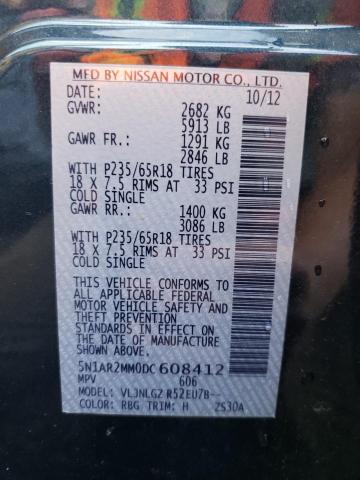 MFD BY NISSAN MOTOR CO., LTD.
DATE: 10/12
GVWR: 2682 KG
5913 LB
GAWR FR.: 1291 KG
2846 LB
WITH P235/65R18 TIRES
18 X 7.5 RIMS AT 33 PSI
COLD SINGLE
GAWR RR.: 1400 KG
3086 LB
WITH P235/65R18 TIRES
18 X 7.5 RIMS AT 33 PSI
COLD SINGLE
THIS VEHICLE CONFORMS TO
ALL APPLICABLE FEDERAL
MOTOR VEHICLE SAFETY
AND THEFT PREVENTION
STANDARDS IN EFFECT ON
THE DATE OF MANUFACTURE
SHOWN ABOVE.
5N1AR2MM0DC608412
MPV 606
VLJNLGZ R52EU7B--
COLOR: RBG TRIM: H 2S30A